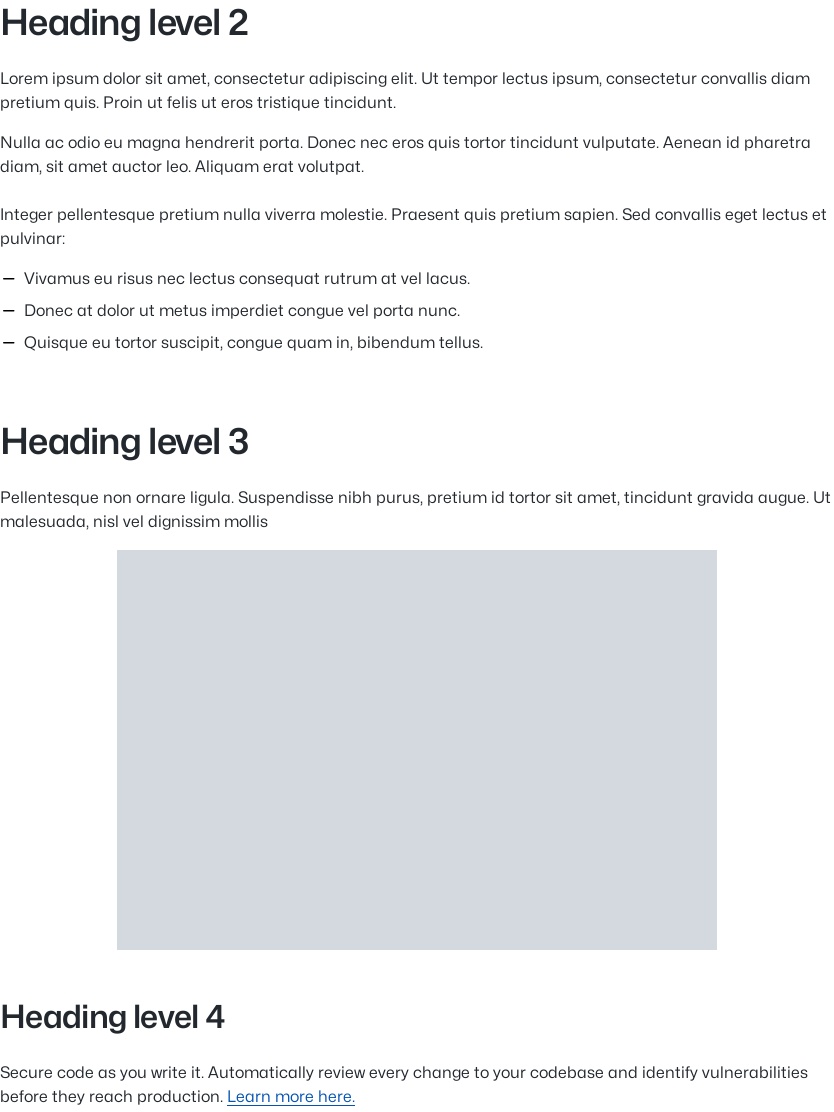 Heading level 2
Lorem ipsum dolor sit amet, consectetur adipiscing elit. Ut tempor lectus ipsum, consectetur convallis diam
pretium quis. Proin ut felis ut eros tristique tincidunt.
Nulla ac odio eu magna hendrerit porta. Donec nec eros quis tortor tincidunt vulputate. Aenean id pharetra
diam, sit amet auctor leo. Aliquam erat volutpat.
Integer pellentesque pretium nulla viverra molestie. Praesent quis pretium sapien. Sed convallis eget lectus et
pulvinar:
— Vivamus eu risus nec lectus consequat rutrum at vel lacus.
— Donec at dolor ut metus imperdiet congue vel porta nunc.
— Quisque eu tortor suscipit, congue quam in, bibendum tellus.
Heading level 3
Pellentesque non ornare ligula. Suspendisse nibh purus, pretium id tortor sit amet, tincidunt gravida augue. Ut
malesuada, nisl vel dignissim mollis
Heading level 4
Secure code as you write it. Automatically review every change to your codebase and identify vulnerabilities
before they reach production. Learn more here.